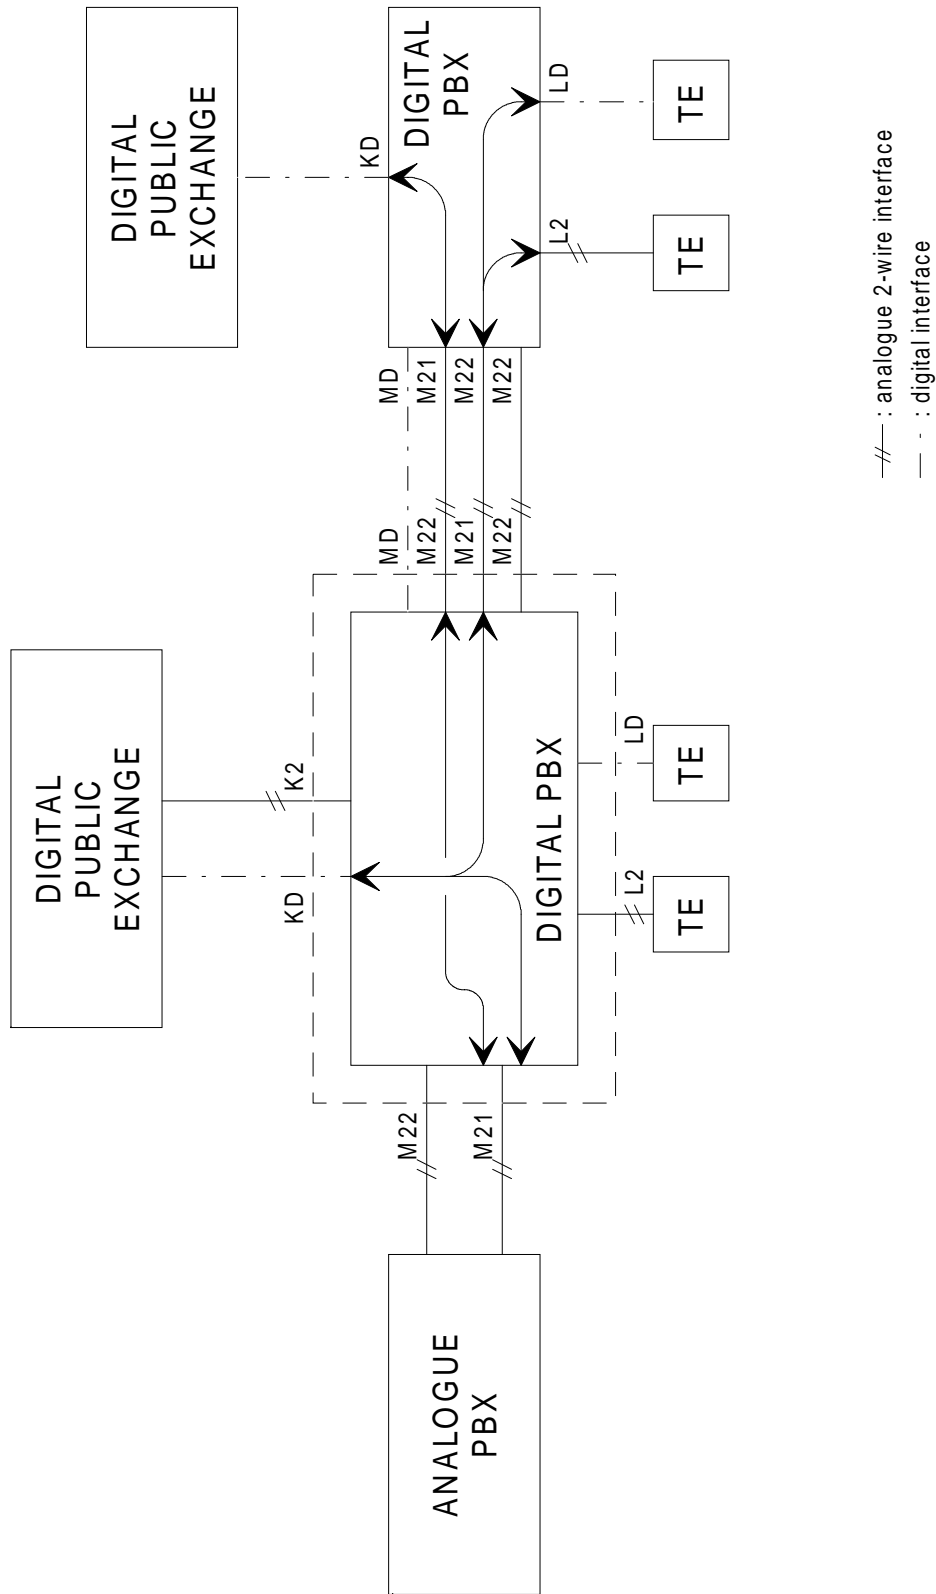 DIGITAL
PUBLIC
EXCHANGE
DIGITAL
PUBLIC
EXCHANGE
KD
K2
KD
ANALOGUE
PBX
M22
M21
DIGITAL PBX
MD
M22
M21
M22
MD
M21
M22
M22
DIGITAL
PBX
L2
LD
L2
LD
TE
TE
TE
TE
: analogue 2-wire interface
: digital interface